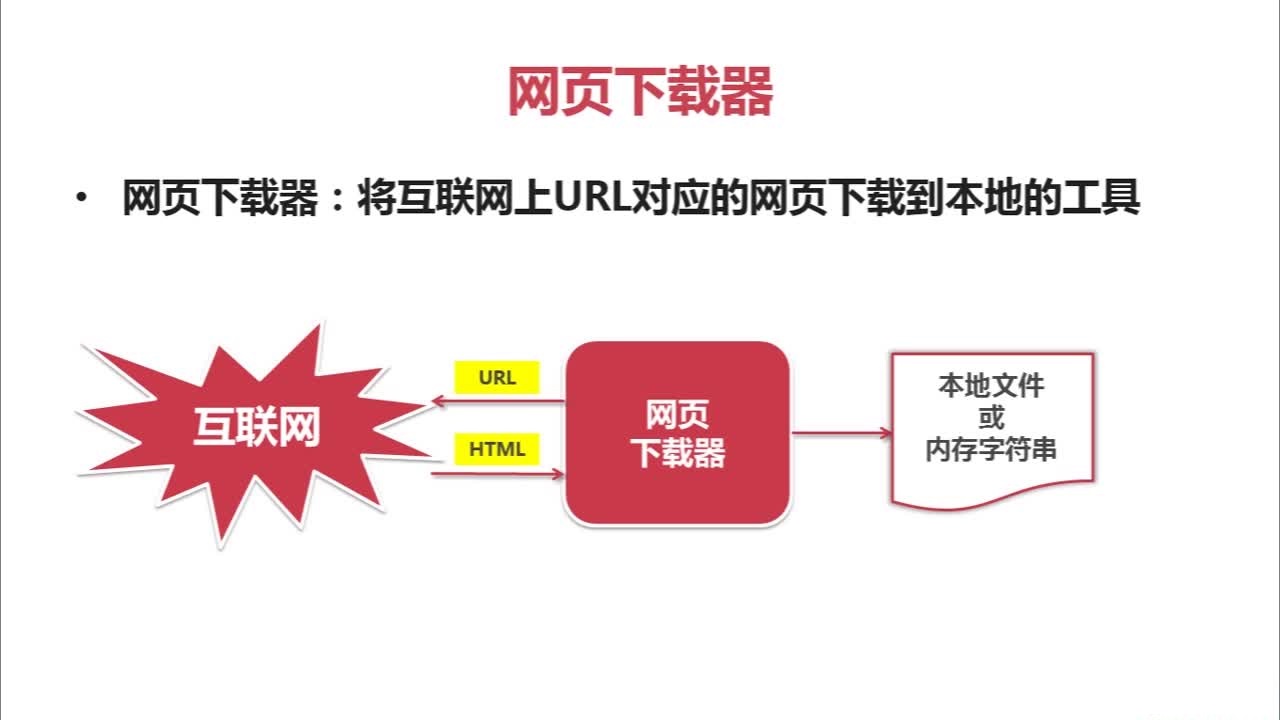 网页下载器
• 网页下载器：将互联网上URL对应的网页下载到本地的工具
互联网
URL
HTML
网页
下载器
本地文件
或
内存字符串